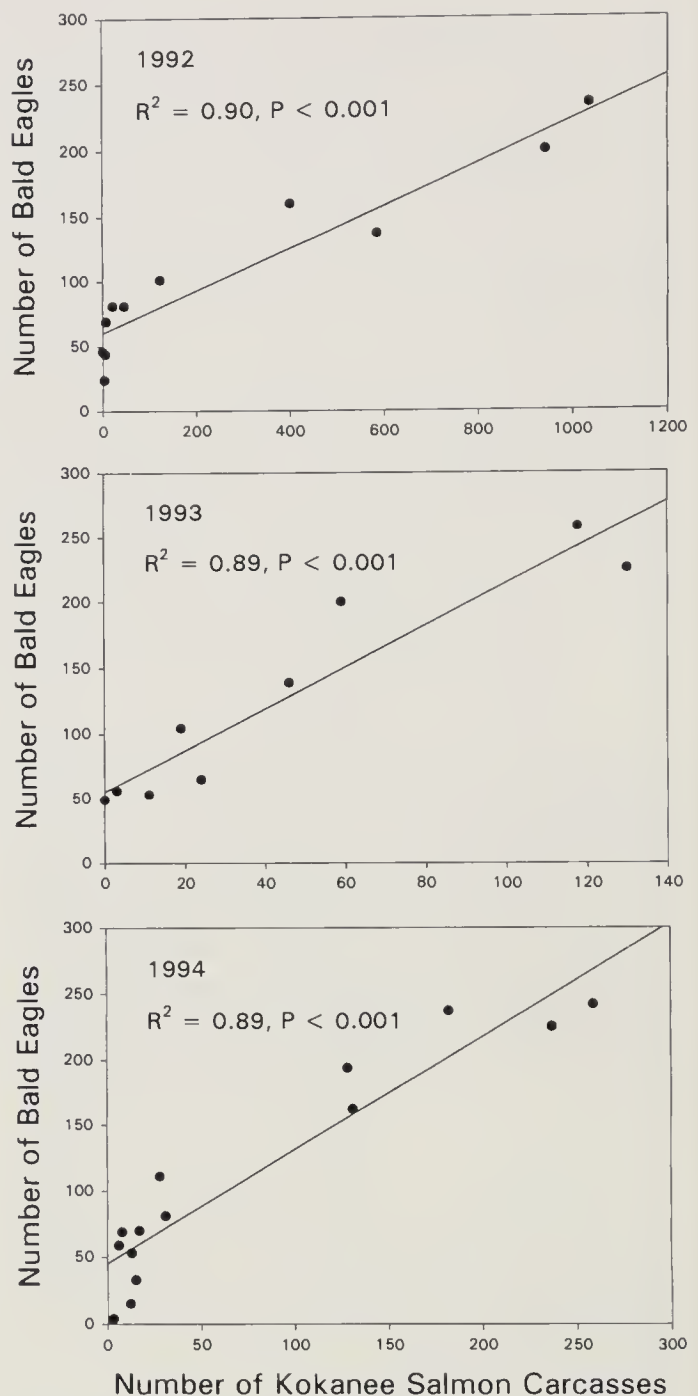 Number of Bald Eagles
300
250
200
150
100
50
0
1992
R² = 0.90, P < 0.001
0 200 400 600 800 1000 1200
Number of Bald Eagles
300
250
200
150
100
50
0
1993
R² = 0.89, P < 0.001
0 20 40 60 80 100 120 140
Number of Bald Eagles
300
250
200
150
100
50
0
1994
R² = 0.89, P < 0.001
0 50 100 150 200 250 300
Number of Kokanee Salmon Carcasses